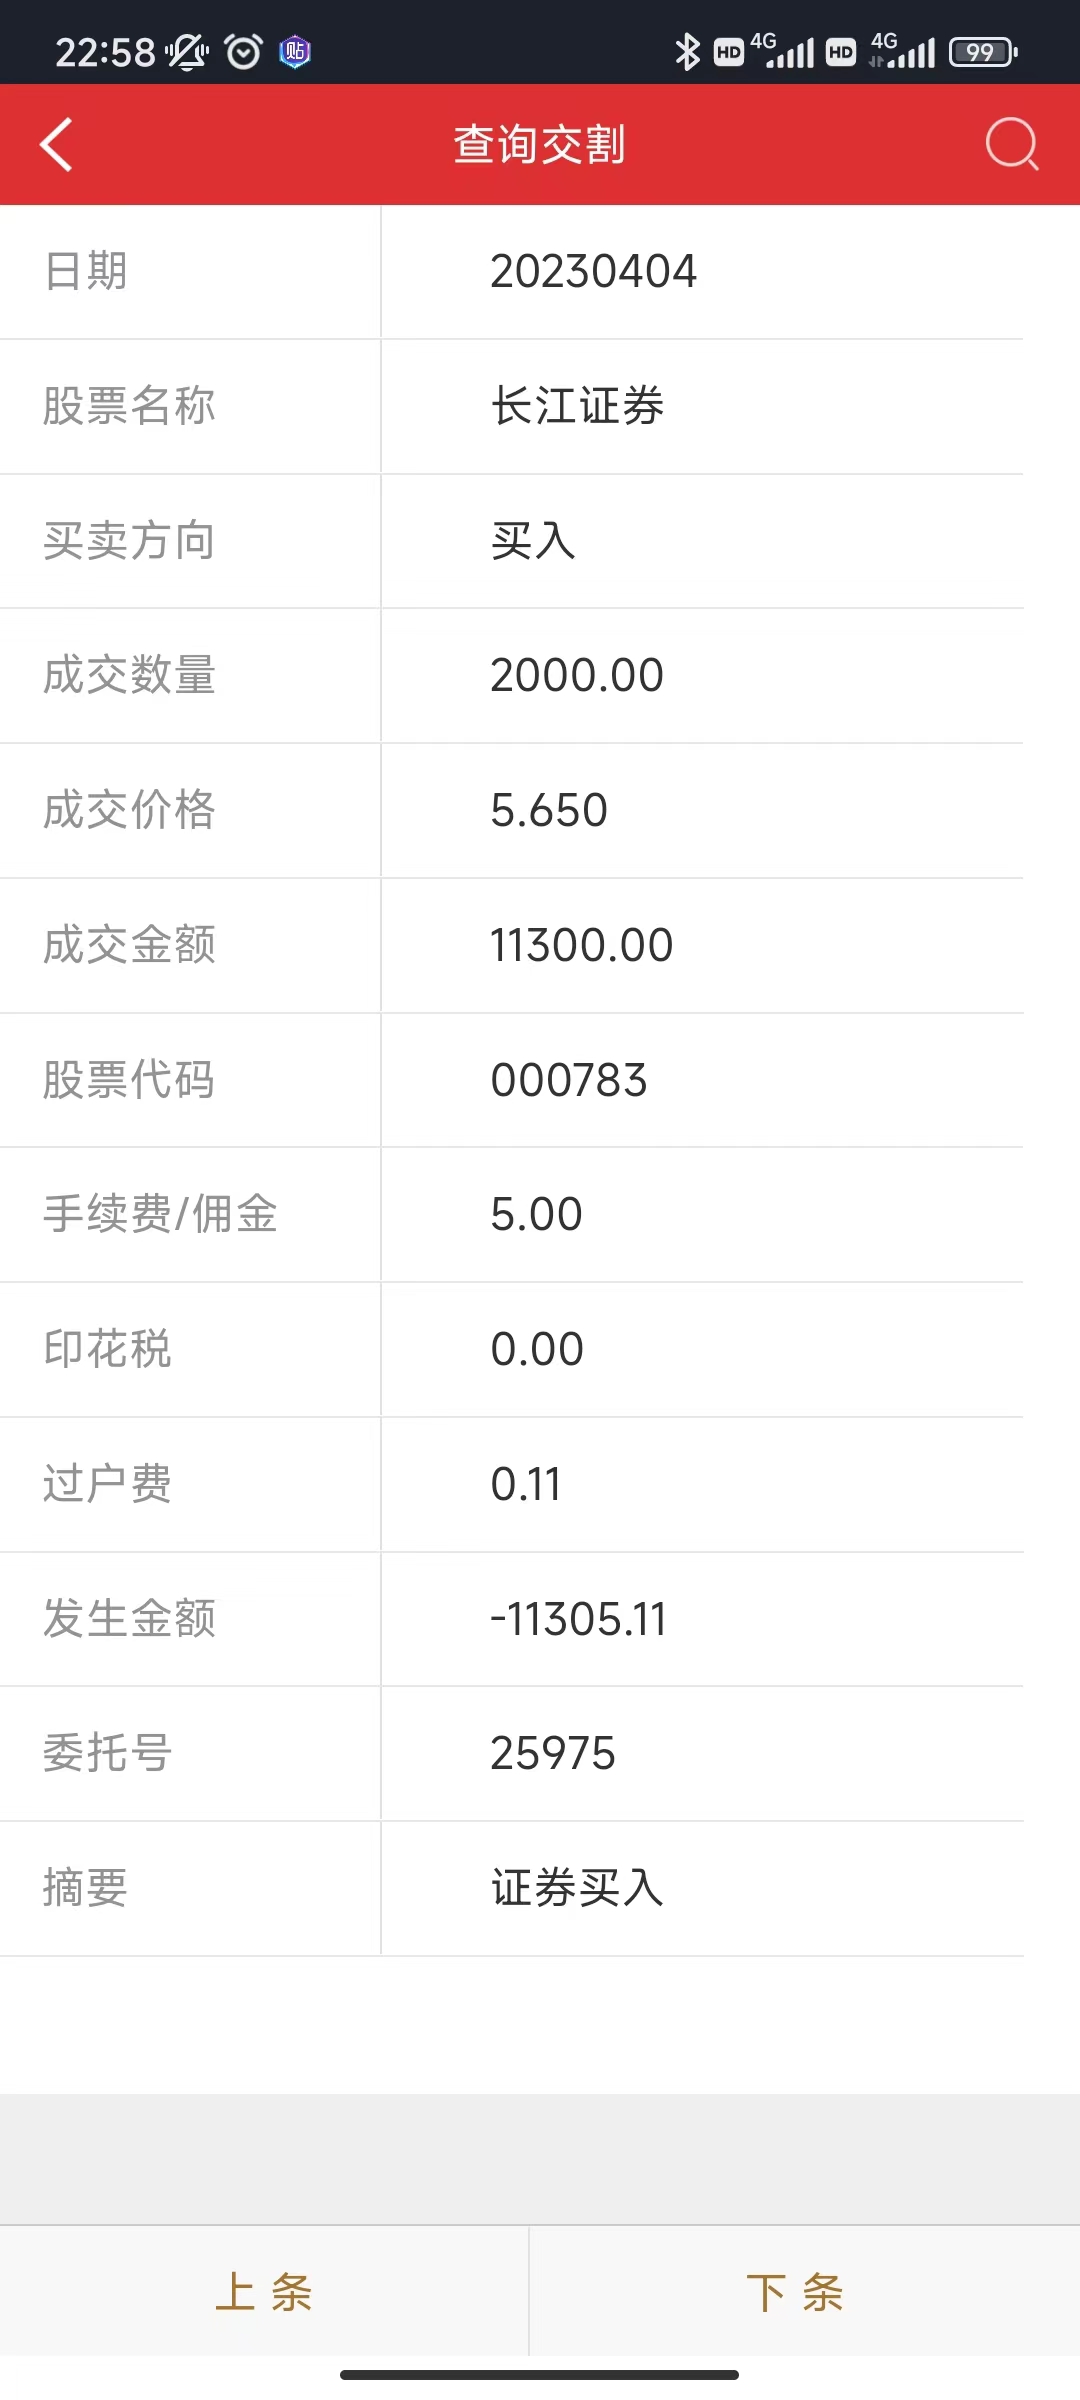 22:58 贴 HD 4G HD 4G 99
查询交割
日期 20230404
股票名称 长江证券
买卖方向 买入
成交数量 2000.00
成交价格 5.650
成交金额 11300.00
股票代码 000783
手续费/佣金 5.00
印花税 0.00
过户费 0.11
发生金额 -11305.11
委托号 25975
摘要 证券买入
上条 下条